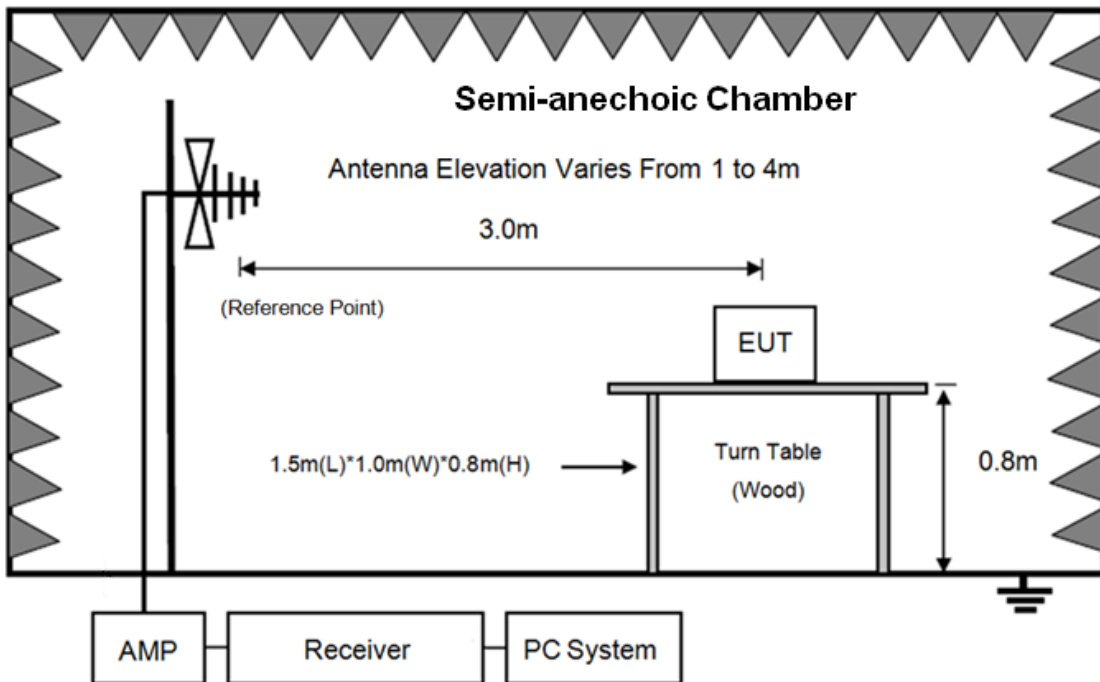 Semi-anechoic Chamber
Antenna Elevation Varies From 1 to 4m
3.0m
(Reference Point)
EUT
1.5m(L)*1.0m(W)*0.8m(H)
Turn Table
(Wood)
0.8m
AMP
Receiver
PC System